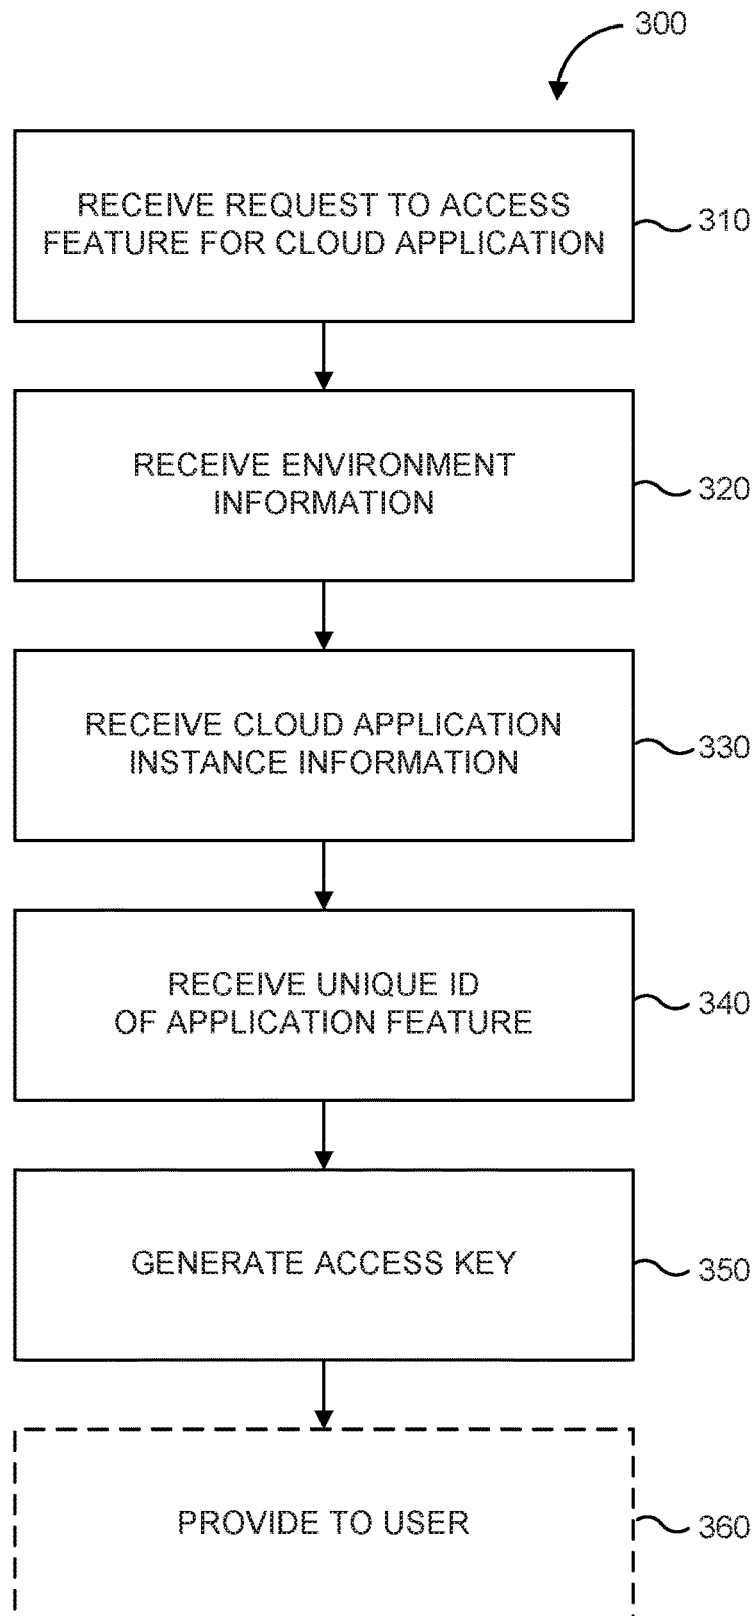 300
RECEIVE REQUEST TO ACCESS
FEATURE FOR CLOUD APPLICATION
310
RECEIVE ENVIRONMENT
INFORMATION
320
RECEIVE CLOUD APPLICATION
INSTANCE INFORMATION
330
RECEIVE UNIQUE ID
OF APPLICATION FEATURE
340
GENERATE ACCESS KEY
350
PROVIDE TO USER
360